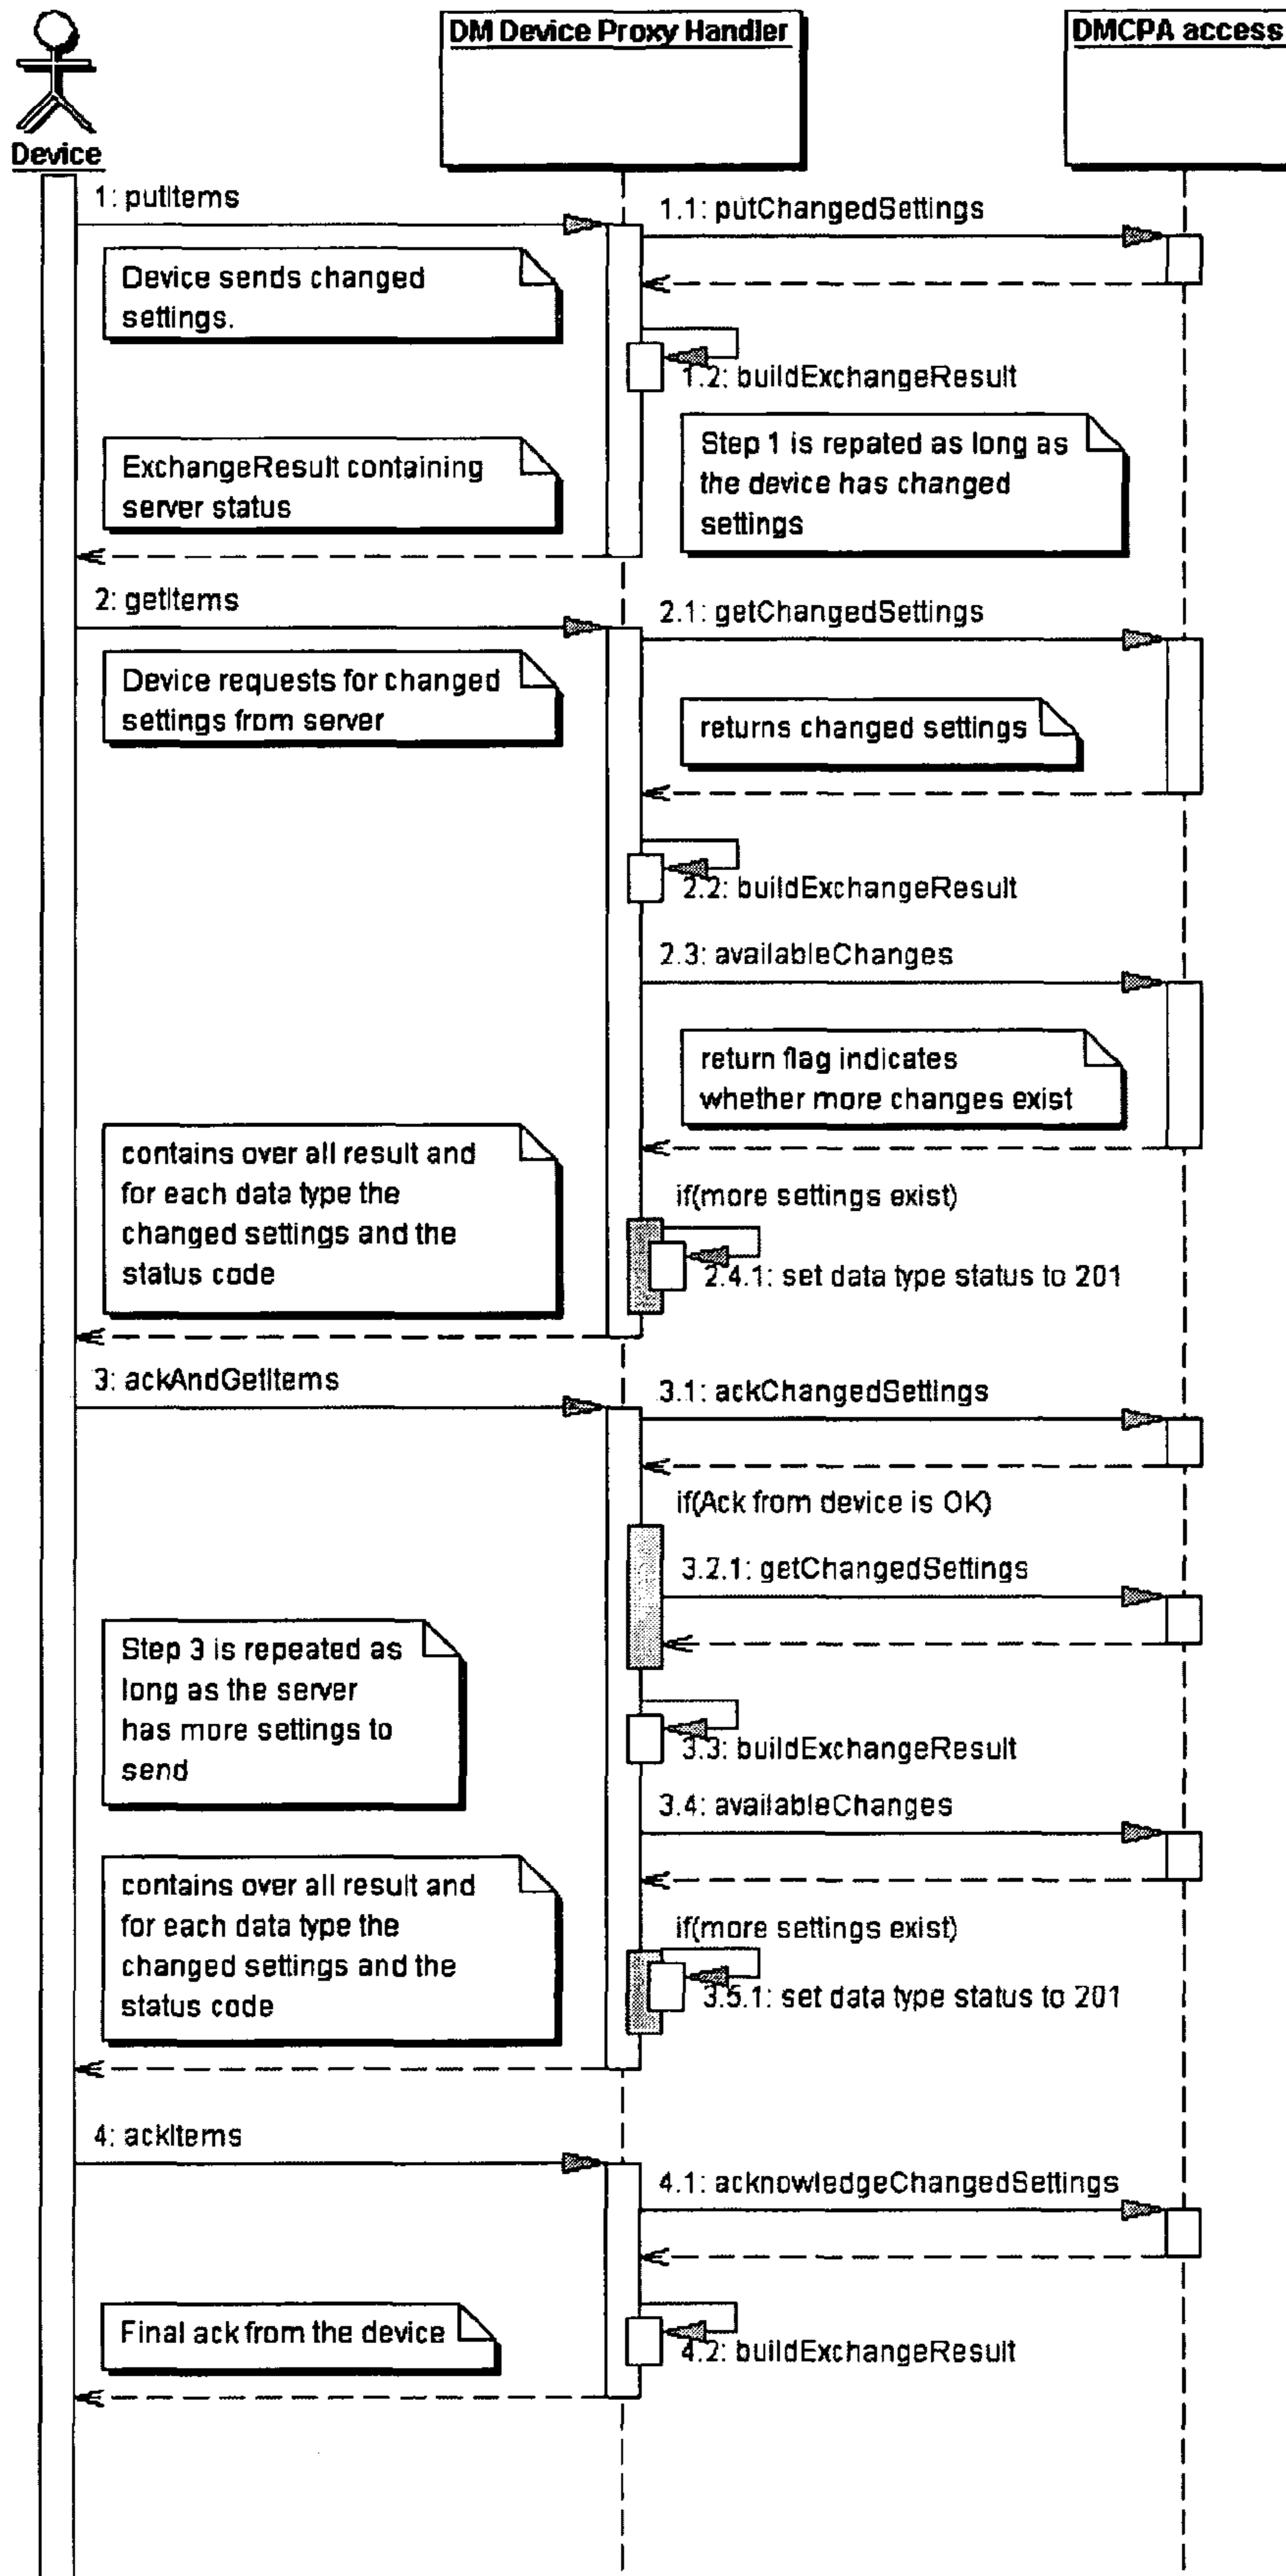 DM Device Proxy Handler
DMCPA access
Device
1: putItems
1.1: putChangedSettings
Device sends changed
settings.
1.2: buildExchangeResult
ExchangeResult containing
server status
Step 1 is repated as long as
the device has changed
settings
2: getItems
2.1: getChangedSettings
Device requests for changed
settings from server
returns changed settings
2.2: buildExchangeResult
2.3: availableChanges
return flag indicates
whether more changes exist
contains over all result and
for each data type the
changed settings and the
status code
if(more settings exist)
2.4.1: set data type status to 201
3: ackAndGetItems
3.1: ackChangedSettings
if(Ack from device is OK)
3.2.1: getChangedSettings
Step 3 is repeated as
long as the server
has more settings to
send
3.3: buildExchangeResult
3.4: availableChanges
contains over all result and
for each data type the
changed settings and the
status code
if(more settings exist)
3.5.1: set data type status to 201
4: ackItems
4.1: acknowledgeChangedSettings
Final ack from the device
4.2: buildExchangeResult